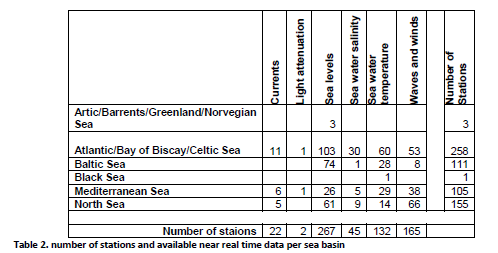 Currents
Light attenuation
Sea levels
Sea water salinity
Sea water
temperature
Waves and winds
Number of
Stations
Artic/Barrents/Greenland/Norvegian
Sea 3 3
Atlantic/Bay of Biscay/Celtic Sea 11 1 103 30 60 53 258
Baltic Sea 74 1 28 8 111
Black Sea 1 1
Mediterranean Sea 6 1 26 5 29 38 105
North Sea 5 61 9 14 66 155
Number of staions 22 2 267 45 132 165
Table 2. number of stations and available near real time data per sea basin